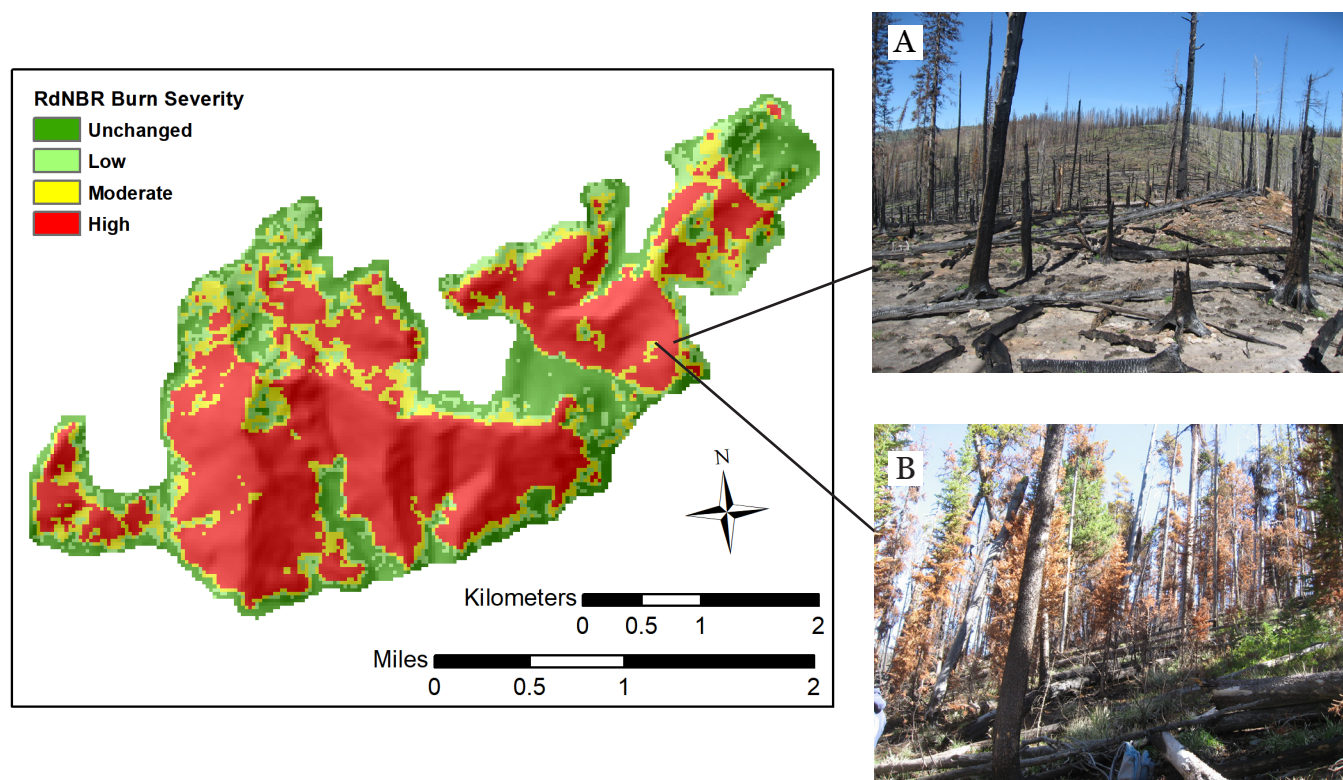 RdNBR Burn Severity
Unchanged
Low
Moderate
High
N
Kilometers
0 0.5 1 2
Miles
0 0.5 1 2
A
B